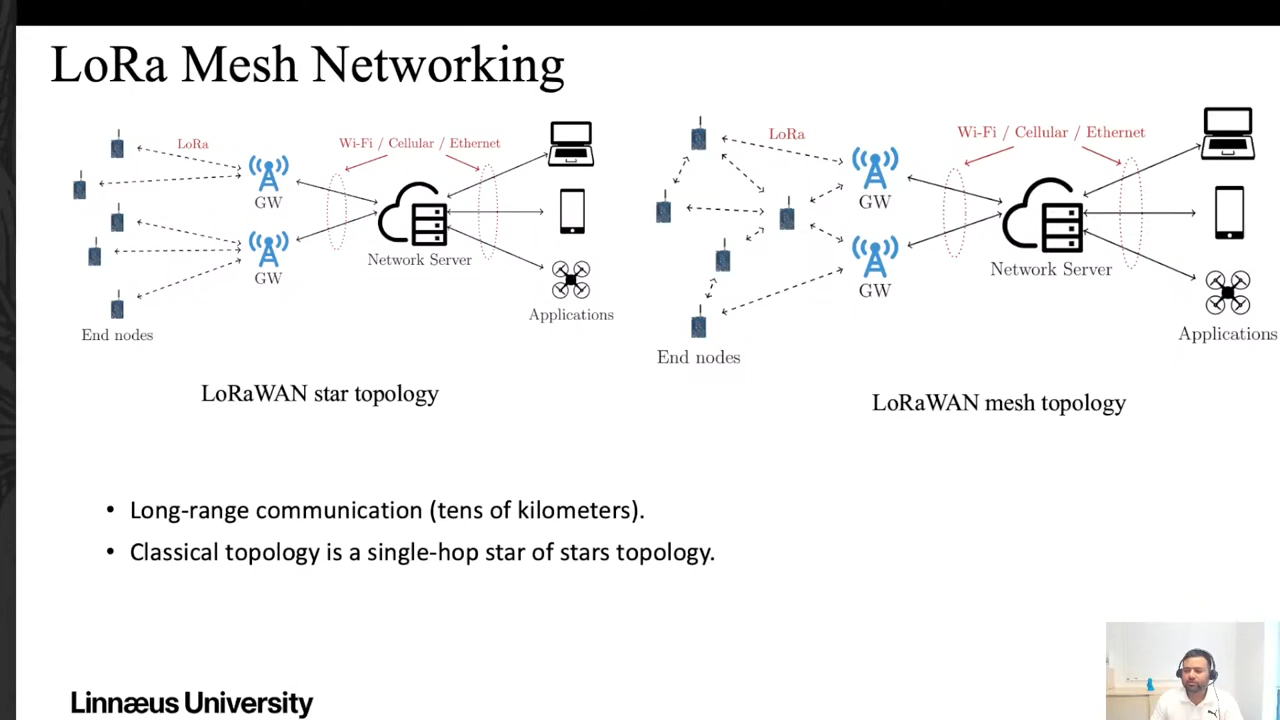 LoRa Mesh Networking
LoRa
Wi-Fi / Cellular / Ethernet
GW
GW
Network Server
Applications
End nodes
LoRaWAN star topology
LoRa
Wi-Fi / Cellular / Ethernet
GW
GW
Network Server
Applications
End nodes
LoRaWAN mesh topology
• Long-range communication (tens of kilometers).
• Classical topology is a single-hop star of stars topology.
Linnæus University